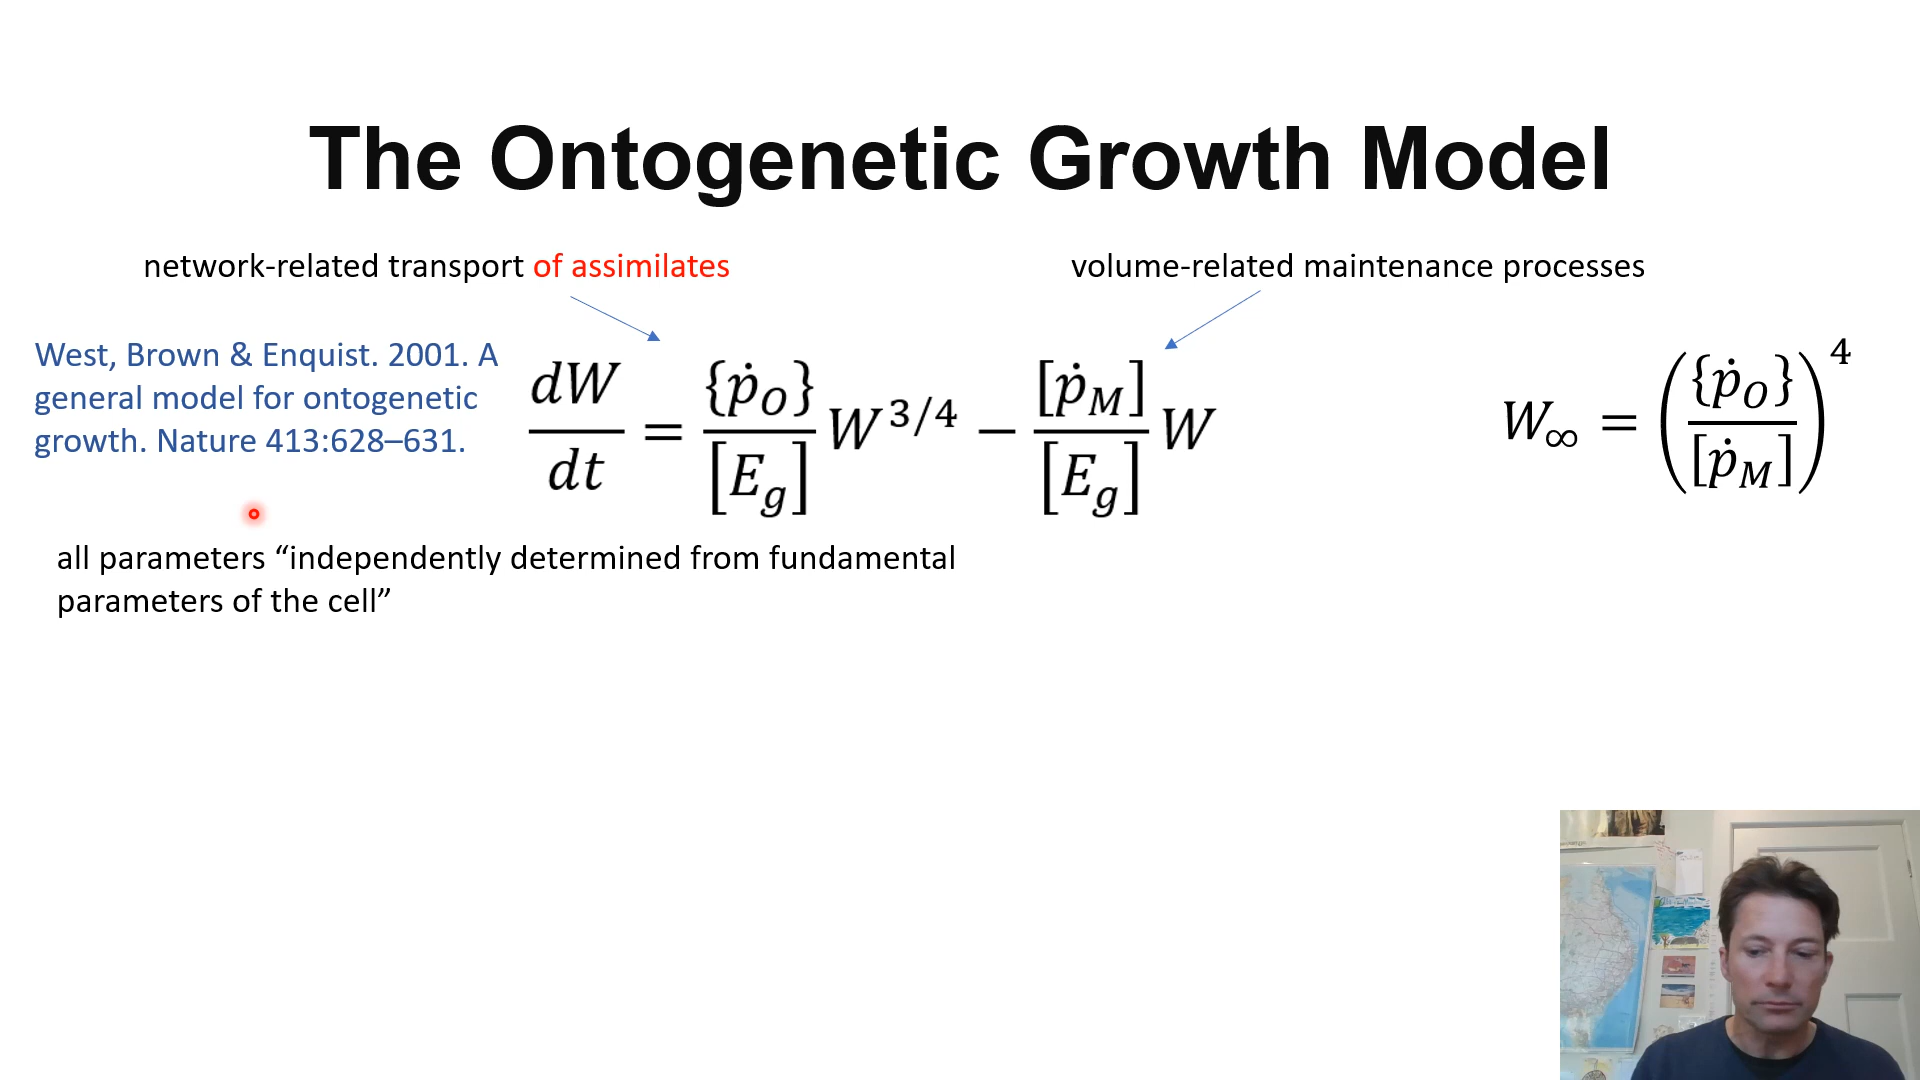 The Ontogenetic Growth Model
network-related transport of assimilates
volume-related maintenance processes
West, Brown & Enquist. 2001. A
general model for ontogenetic
growth. Nature 413:628–631.
dW/dt = {ṗ_O}/[E_g] W^3/4 − [ṗ_M]/[E_g] W
W_∞ = ({ṗ_O}/[ṗ_M])^4
all parameters “independently determined from fundamental
parameters of the cell”